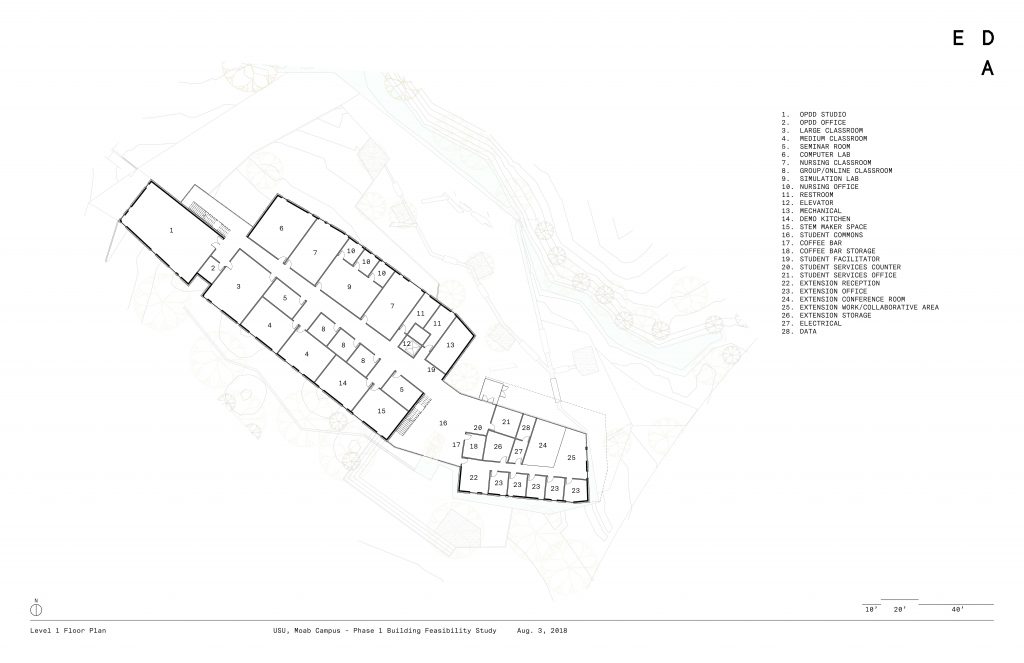 E D
A
1. OPDD STUDIO
2. OPDD OFFICE
3. LARGE CLASSROOM
4. MEDIUM CLASSROOM
5. SEMINAR ROOM
6. COMPUTER LAB
7. NURSING CLASSROOM
8. GROUP/ONLINE CLASSROOM
9. SIMULATION LAB
10. NURSING OFFICE
11. RESTROOM
12. ELEVATOR
13. MECHANICAL
14. DEMO KITCHEN
15. STEM MAKER SPACE
16. STUDENT COMMONS
17. COFFEE BAR
18. COFFEE BAR STORAGE
19. STUDENT FACILITATOR
20. STUDENT SERVICES COUNTER
21. STUDENT SERVICES OFFICE
22. EXTENSION RECEPTION
23. EXTENSION OFFICE
24. EXTENSION CONFERENCE ROOM
25. EXTENSION WORK/COLLABORATIVE AREA
26. EXTENSION STORAGE
27. ELECTRICAL
28. DATA
1
6
7
10
10
10
2
3
5
9
7
11
11
4
8
8
12
13
4
8
19
14
5
15
16
20
21
28
17
18
26
27
24
25
22
23
23
23
23
23
N
10' 20' 40'
Level 1 Floor Plan USU, Moab Campus - Phase 1 Building Feasibility Study Aug. 3, 2018